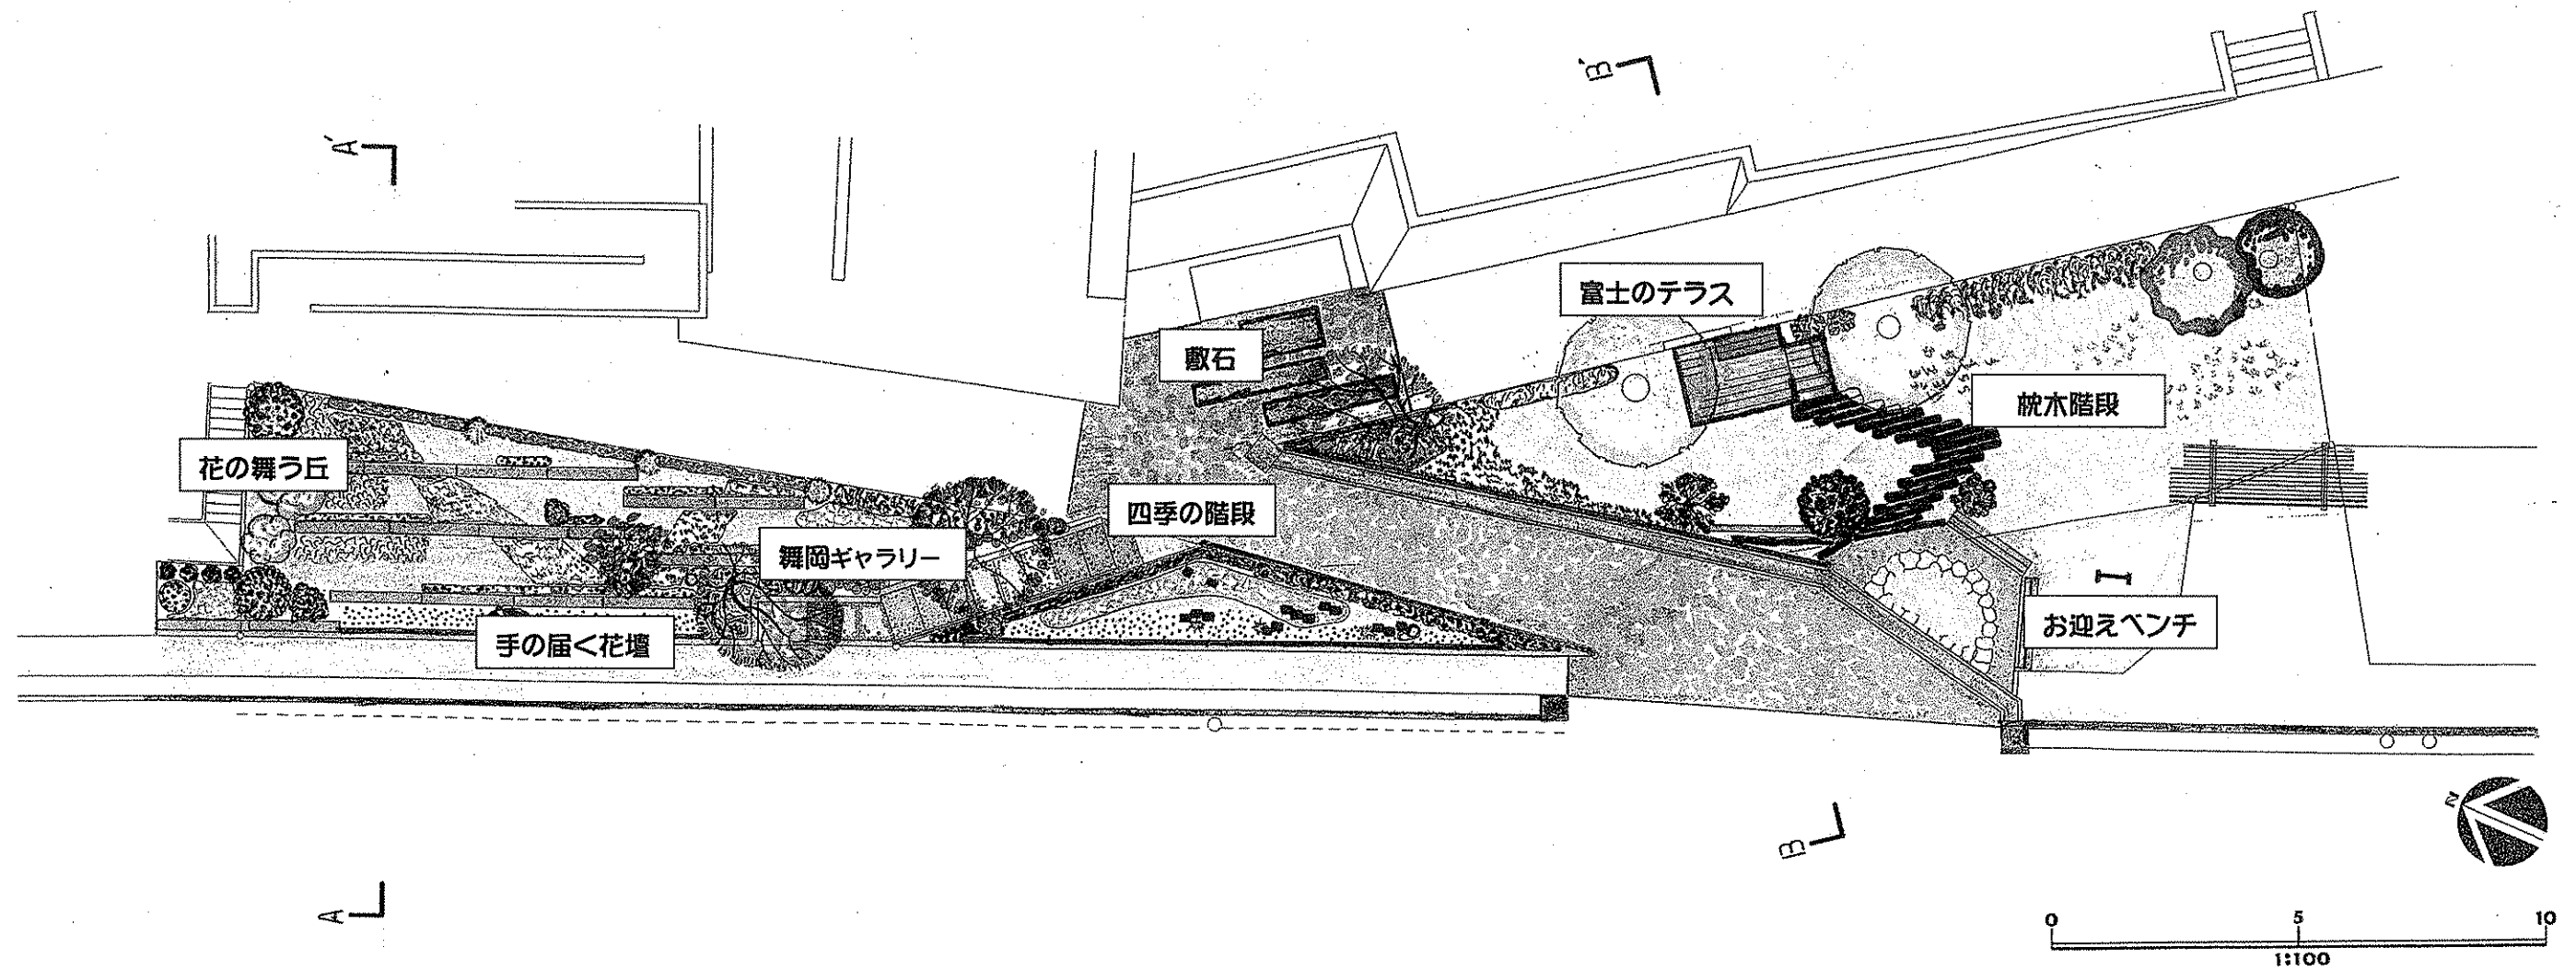 B'
A'
富士のテラス
敷石
枕木階段
花の舞う丘
四季の階段
舞岡ギャラリー
お迎えベンチ
手の届く花壇
N
B
A
0 5 10
1:100